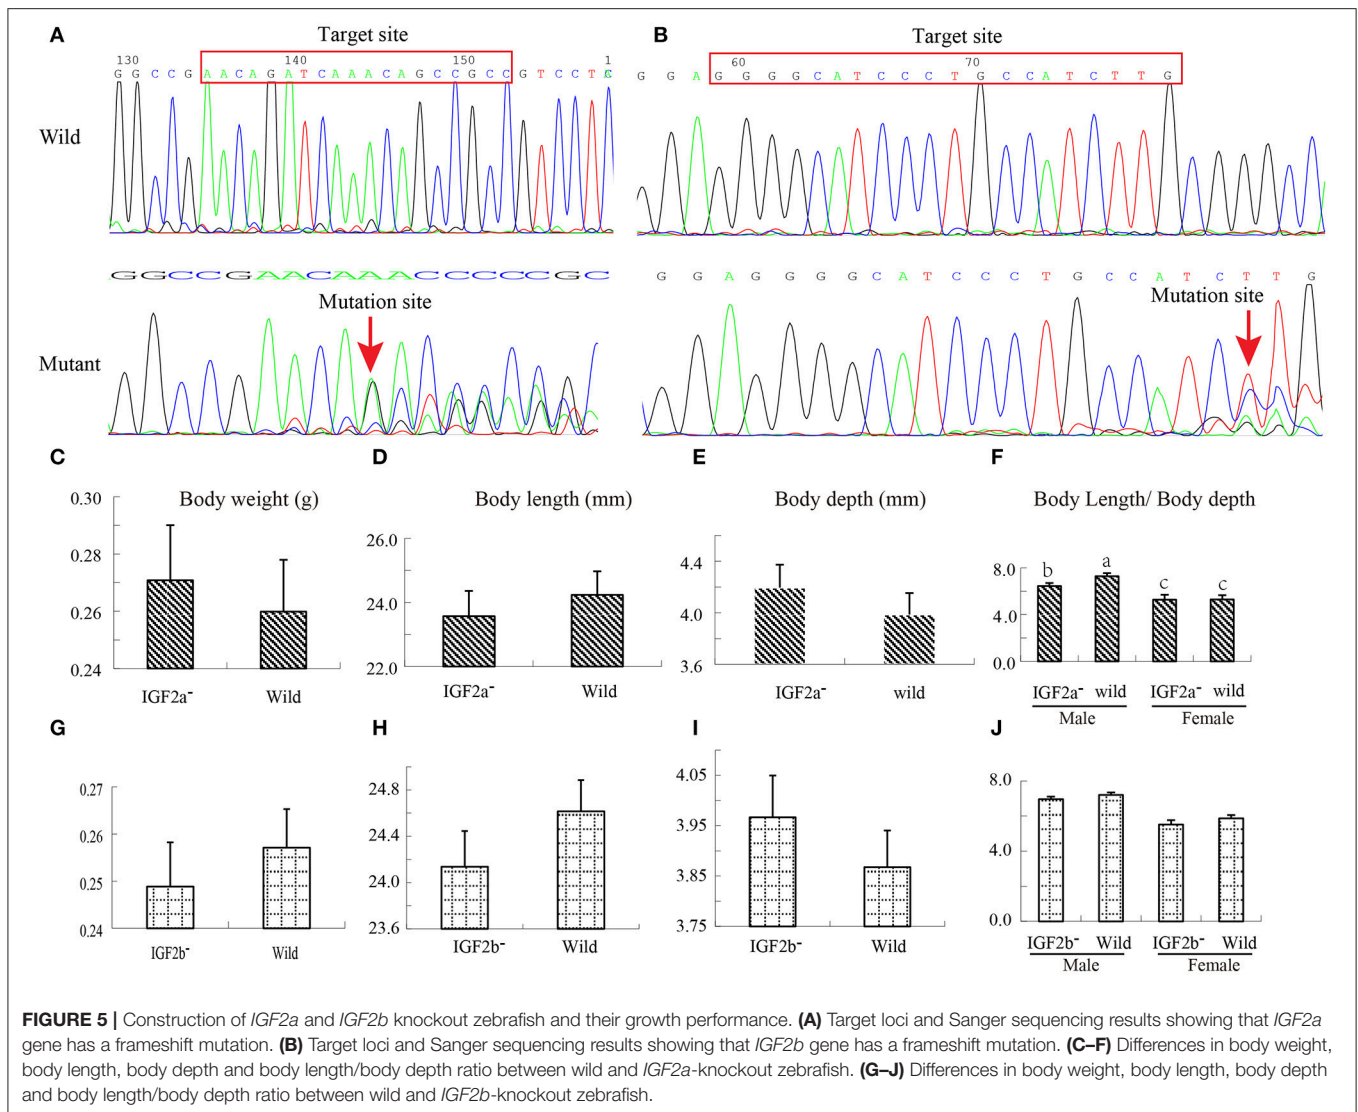 A
Target site
130 140 150 1
G G C C G A A C A G A T C A A A C A G C C G C C G T C C T A
Wild
G G C C G A A C A A A C C C C C G C
Mutation site
Mutant
B
Target site
60 70
G G A G G G G C A T C C C T G C C A T C T T G
G G A G G G G C A T C C C T G C C A T C T T G
Mutation site
C
Body weight (g)
0.30
0.28
0.26
0.24
IGF2a⁻ Wild
D
Body length (mm)
26.0
24.0
22.0
IGF2a⁻ Wild
E
Body depth (mm)
4.4
4.0
3.6
IGF2a⁻ wild
F
Body Length/ Body depth
8.0
4.0
0.0
b a c c
IGF2a⁻ wild IGF2a⁻ wild
Male Female
G
0.27
0.26
0.25
0.24
IGF2b⁻ Wild
H
24.8
24.4
24.0
23.6
IGF2b⁻ Wild
I
4.05
3.95
3.85
3.75
IGF2b⁻ Wild
J
8.0
4.0
0.0
IGF2b⁻ Wild IGF2b⁻ Wild
Male Female
FIGURE 5 | Construction of IGF2a and IGF2b knockout zebrafish and their growth performance. (A) Target loci and Sanger sequencing results showing that IGF2a
gene has a frameshift mutation. (B) Target loci and Sanger sequencing results showing that IGF2b gene has a frameshift mutation. (C–F) Differences in body weight,
body length, body depth and body length/body depth ratio between wild and IGF2a-knockout zebrafish. (G–J) Differences in body weight, body length, body depth
and body length/body depth ratio between wild and IGF2b-knockout zebrafish.